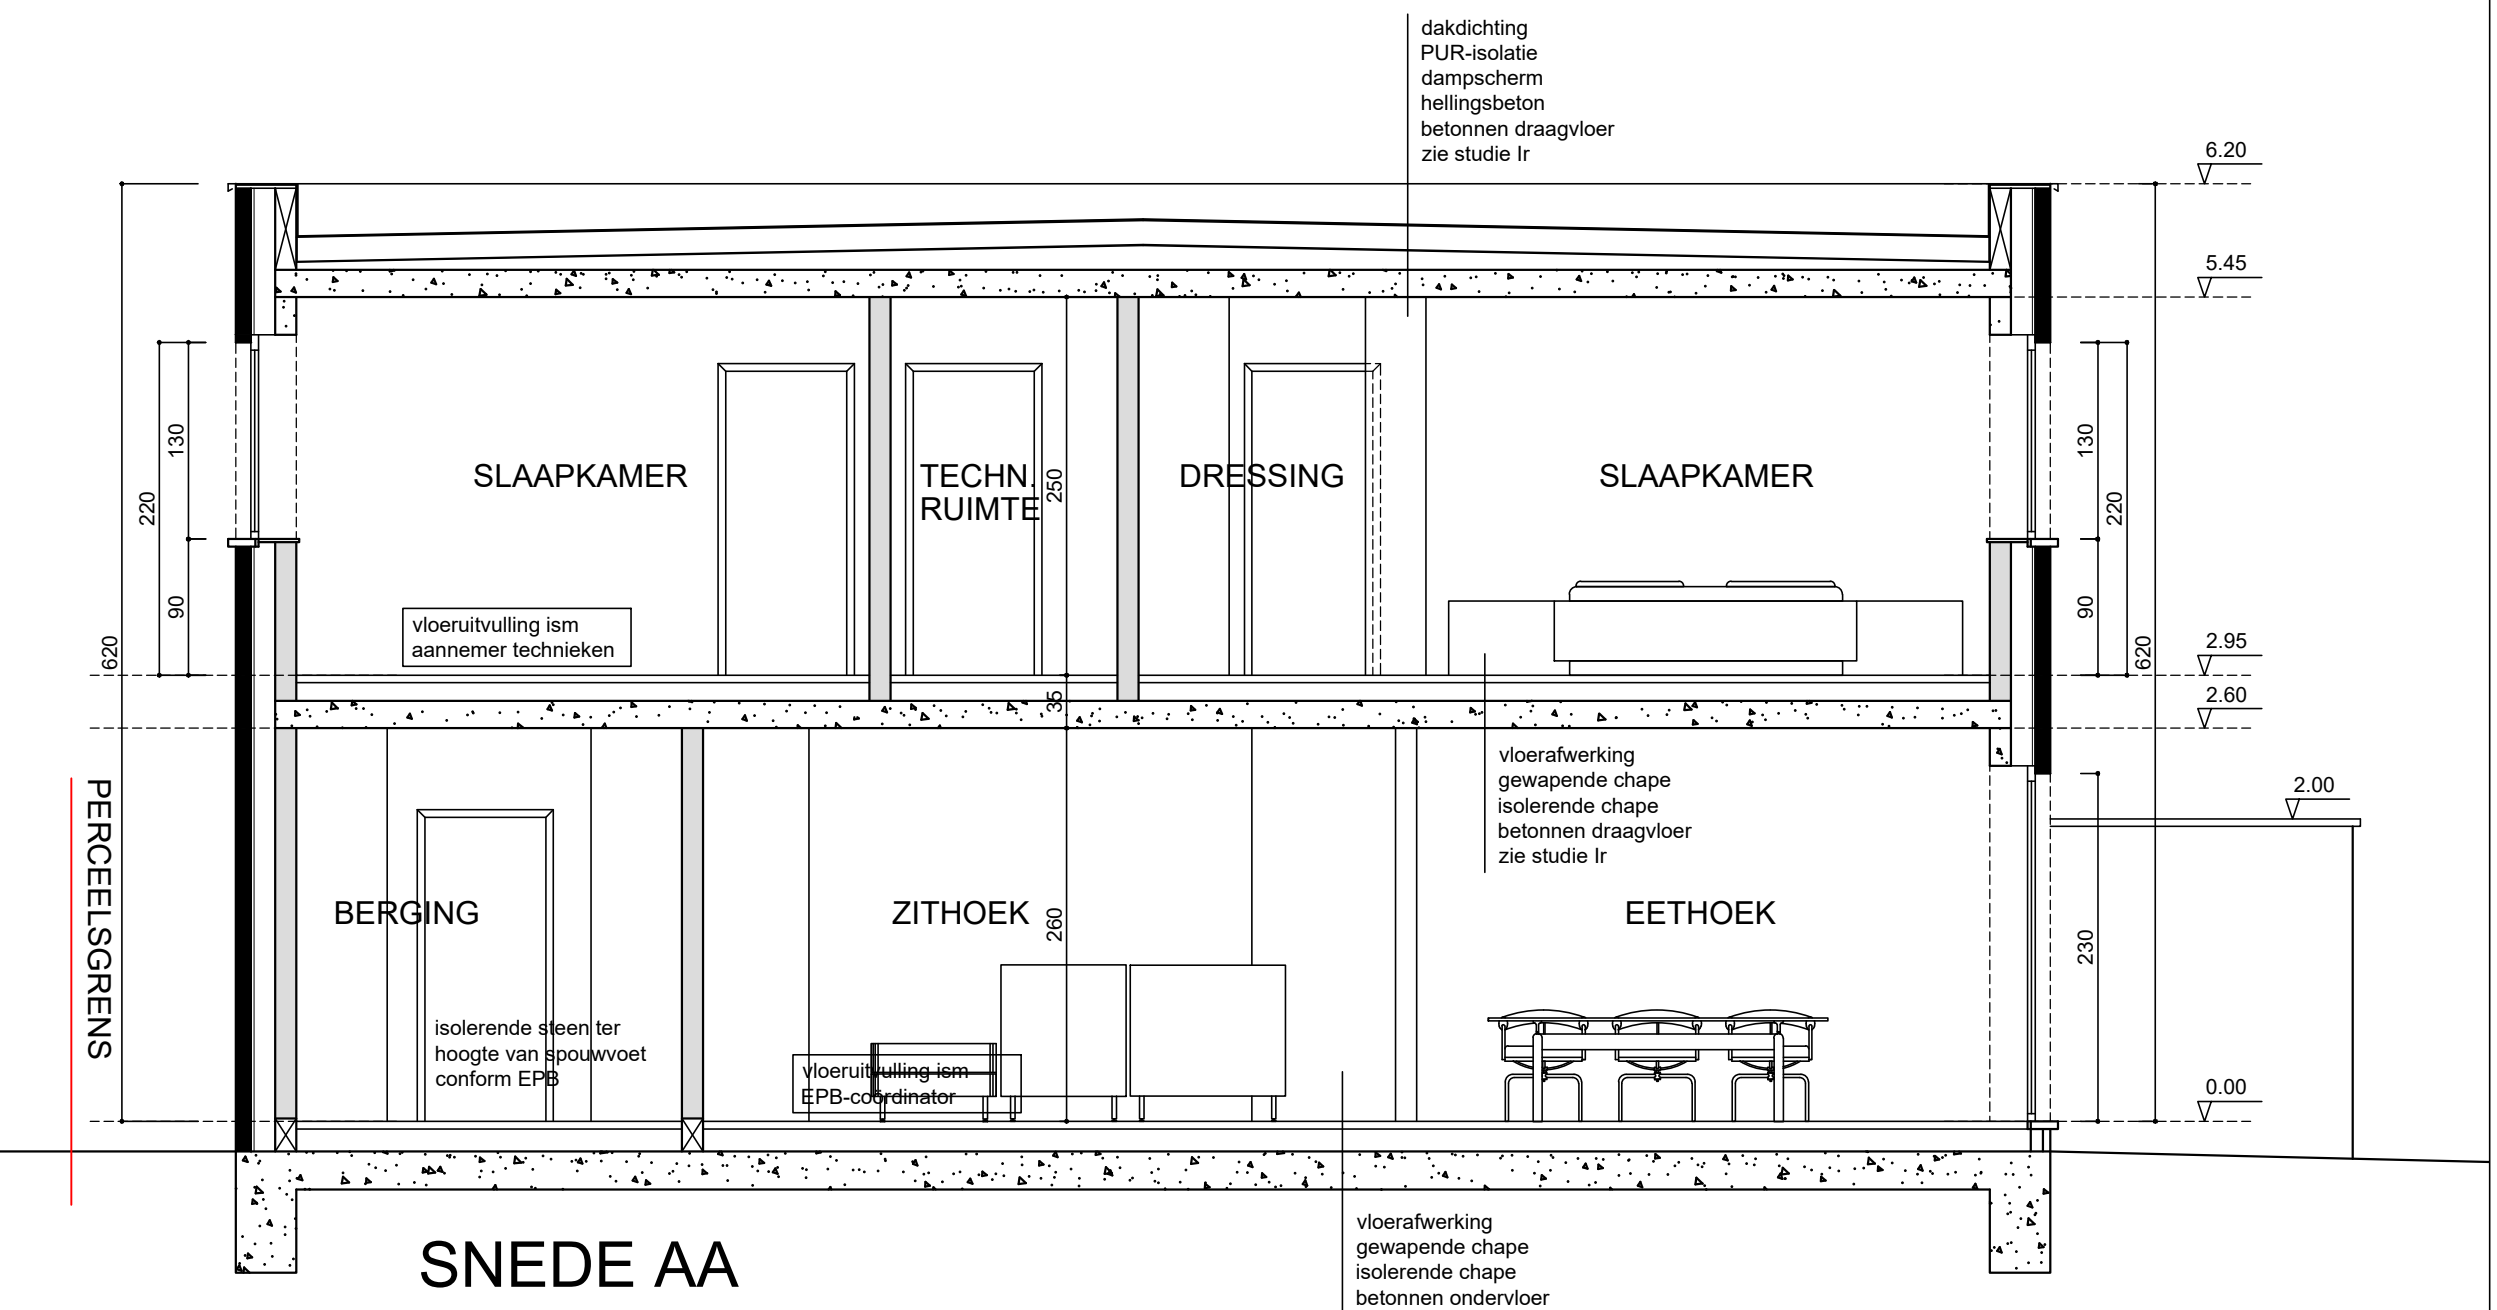 dakdichting
PUR-isolatie
dampscherm
hellingsbeton
betonnen draagvloer
zie studie Ir
6.20
5.45
130
220
90
620
SLAAPKAMER
TECHN.
RUIMTE
250
DRESSING
SLAAPKAMER
130
220
90
620
2.95
2.60
vloeruitvulling ism
aannemer technieken
35
vloerafwerking
gewapende chape
isolerende chape
betonnen draagvloer
zie studie Ir
2.00
PERCEELSGRENS
BERGING
ZITHOEK
260
EETHOEK
230
isolerende steen ter
hoogte van spouwvoet
conform EPB
vloeruitvulling ism
EPB-coördinator
0.00
vloerafwerking
gewapende chape
isolerende chape
betonnen ondervloer
SNEDE AA